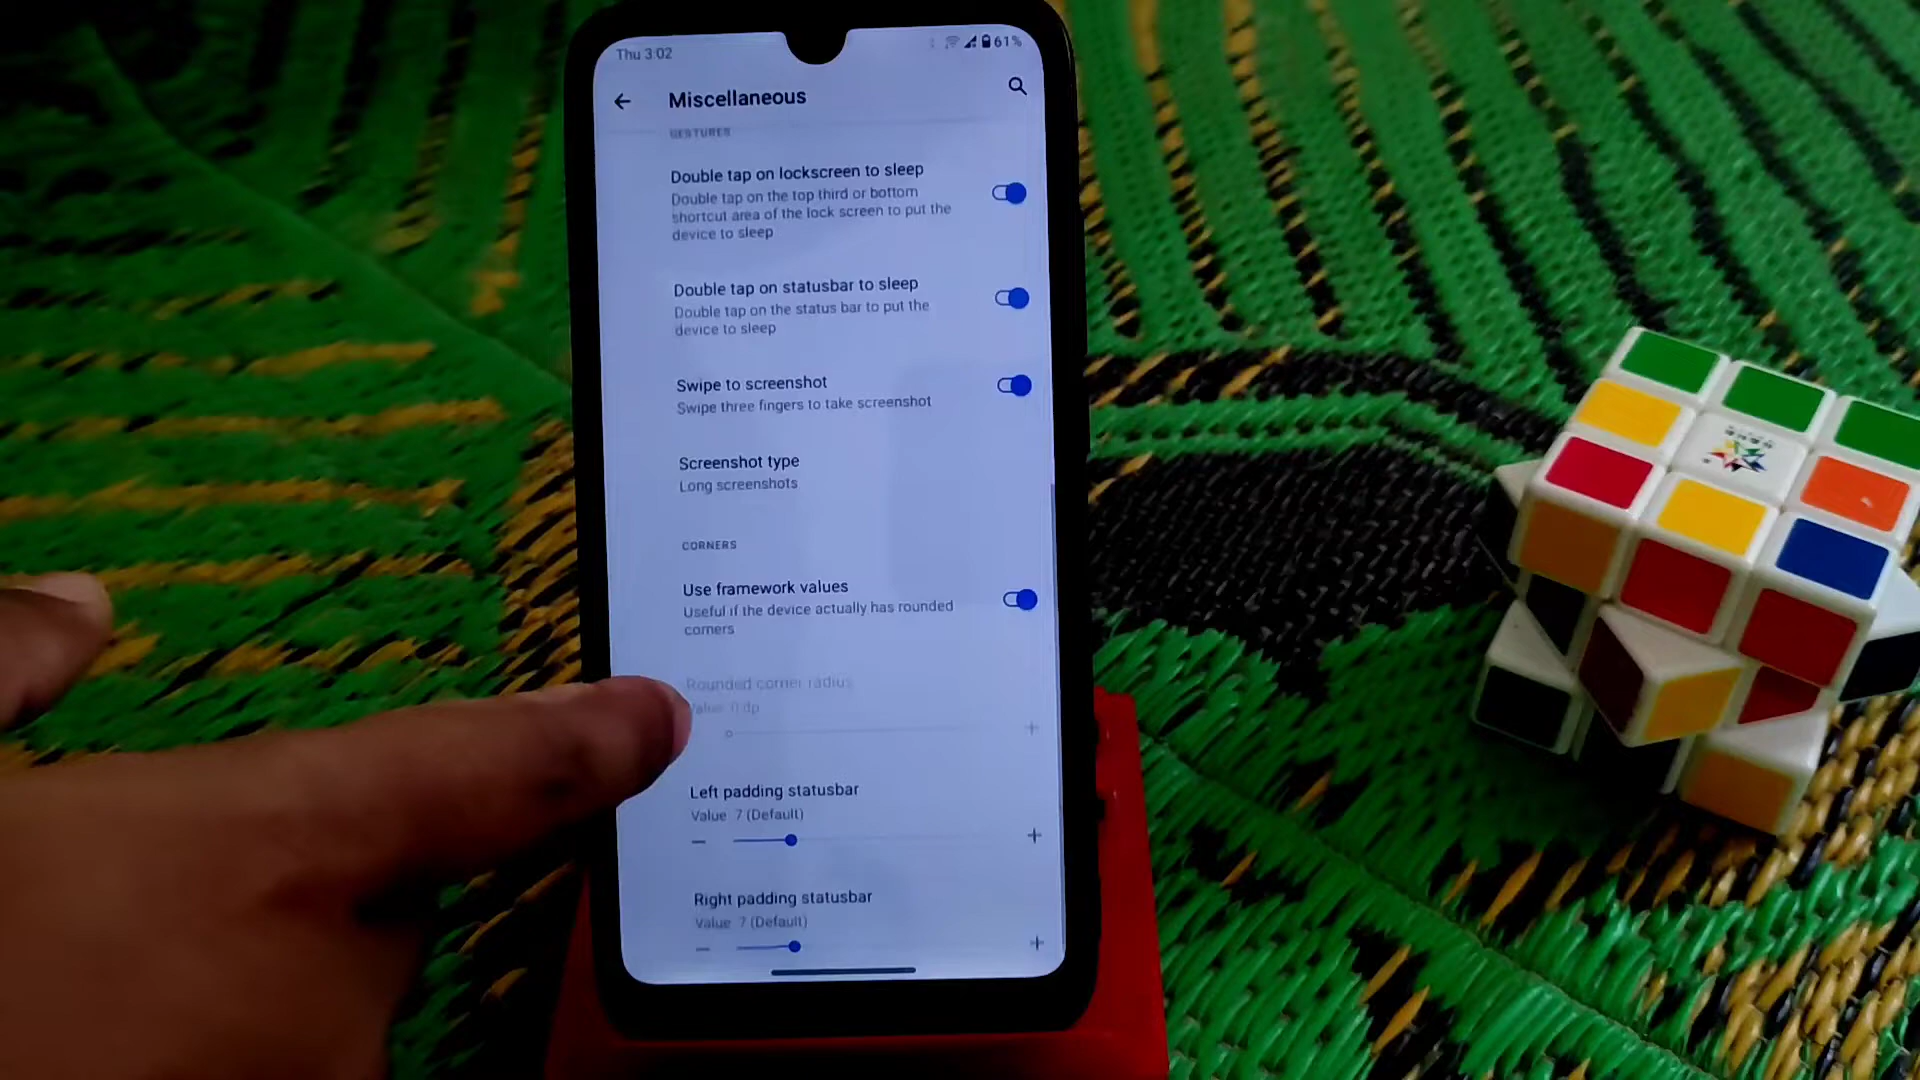 Thu 3:02
61%
Miscellaneous
GESTURES
Double tap on lockscreen to sleep
Double tap on the top third or bottom
shortcut area of the lock screen to put the
device to sleep
Double tap on statusbar to sleep
Double tap on the status bar to put the
device to sleep
Swipe to screenshot
Swipe three fingers to take screenshot
Screenshot type
Long screenshots
CORNERS
Use framework values
Useful if the device actually has rounded
corners
Rounded corner radius
Value 0 dp
Left padding statusbar
Value 7 (Default)
Right padding statusbar
Value 7 (Default)